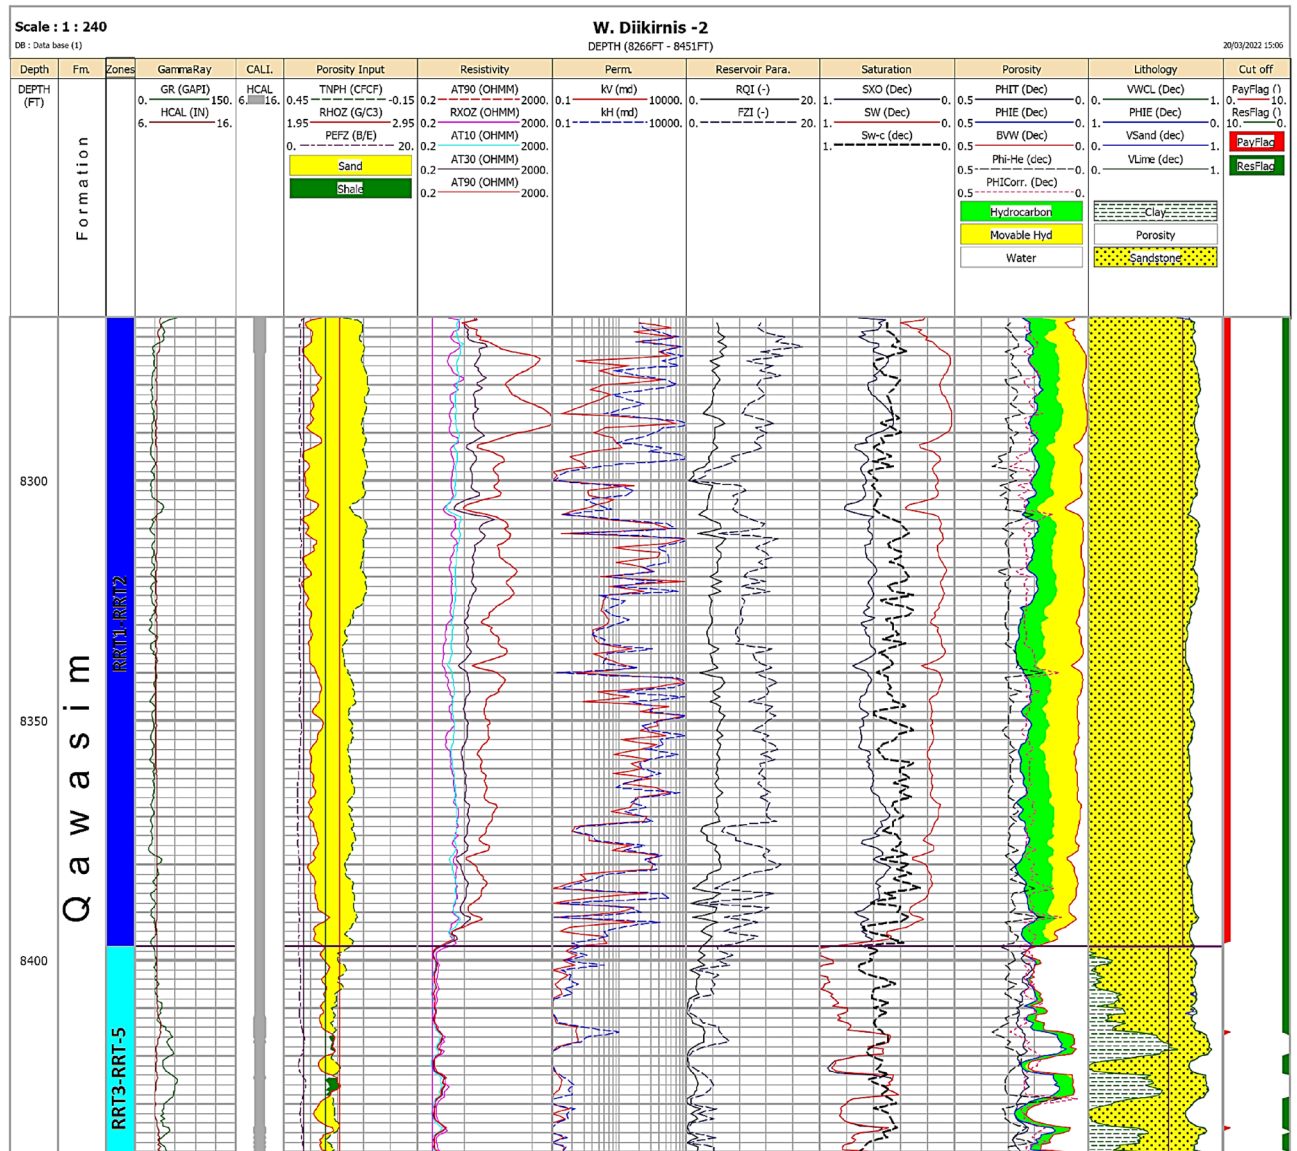 Scale : 1 : 240
W. Diikirnis -2
DB : Data base (1)
DEPTH (8266FT - 8451FT)
20/03/2022 15:06
Depth Fm. Zones GammaRay CALI. Porosity Input Resistivity Perm. Reservoir Para. Saturation Porosity Lithology Cut off
DEPTH
(FT)
Formation
GR (GAPI)
0. 150.
HCAL (IN)
6. 16.
HCAL
6. 16.
TNPH (CFCF)
0.45 -0.15
RHOZ (G/C3)
1.95 2.95
PEFZ (B/E)
0. 20.
Sand
Shale
AT90 (OHMM)
0.2 2000.
RXOZ (OHMM)
0.2 2000.
AT10 (OHMM)
0.2 2000.
AT30 (OHMM)
0.2 2000.
AT90 (OHMM)
0.2 2000.
kV (md)
0.1 10000.
kH (md)
0.1 10000.
RQI (-)
0. 20.
FZI (-)
0. 20.
SXO (Dec)
1. 0.
SW (Dec)
1. 0.
Sw-c (dec)
1. 0.
PHIT (Dec)
0.5 0.
PHIE (Dec)
0.5 0.
BVW (Dec)
0.5 0.
Phi-He (dec)
0.5 0.
PHICorr. (Dec)
0.5 0.
Hydrocarbon
Movable Hyd
Water
VWCL (Dec)
0. 1.
PHIE (Dec)
1. 0.
VSand (dec)
0. 1.
VLime (dec)
0. 1.
Clay
Porosity
Sandstone
PayFlag ()
0. 10.
ResFlag ()
10. 0.
PayFlag
ResFlag
8300
8350
8400
Qawasim
RRT1-RRT2
RRT3-RRT-5